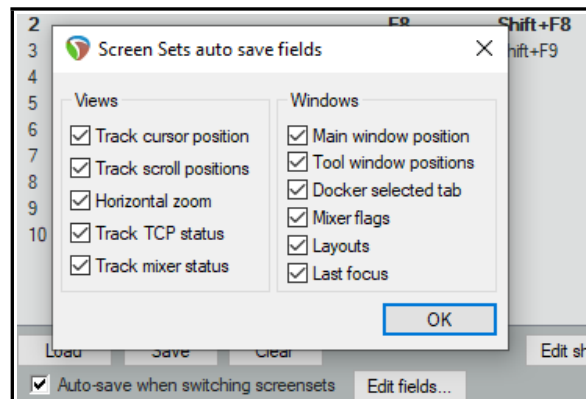 2 F8 Shift+F8
3 Screen Sets auto save fields hift+F9
4
5 Views Windows
6 Track cursor position Main window position
Track scroll positions Tool window positions
7 Horizontal zoom Docker selected tab
8 Track TCP status Mixer flags
9 Track mixer status Layouts
10 Last focus
OK
Load Save Clear Edit sh
Auto-save when switching screensets Edit fields...